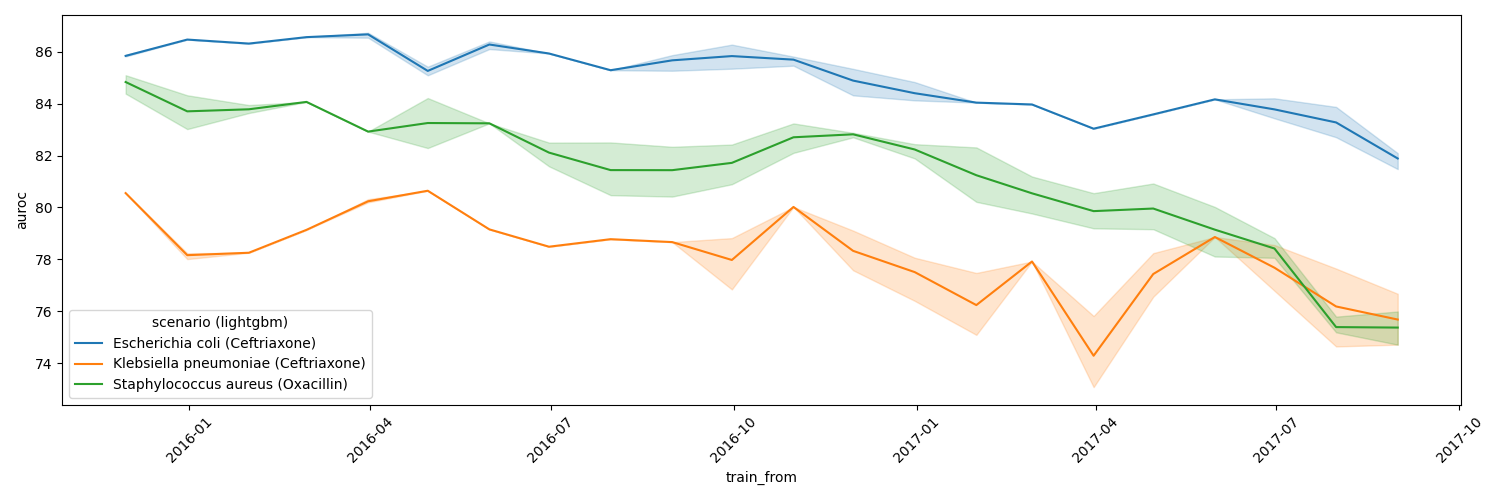 86
84
82
80
78
76
74
auroc
scenario (lightgbm)
Escherichia coli (Ceftriaxone)
Klebsiella pneumoniae (Ceftriaxone)
Staphylococcus aureus (Oxacillin)
2016-01
2016-04
2016-07
2016-10
2017-01
2017-04
2017-07
2017-10
train_from